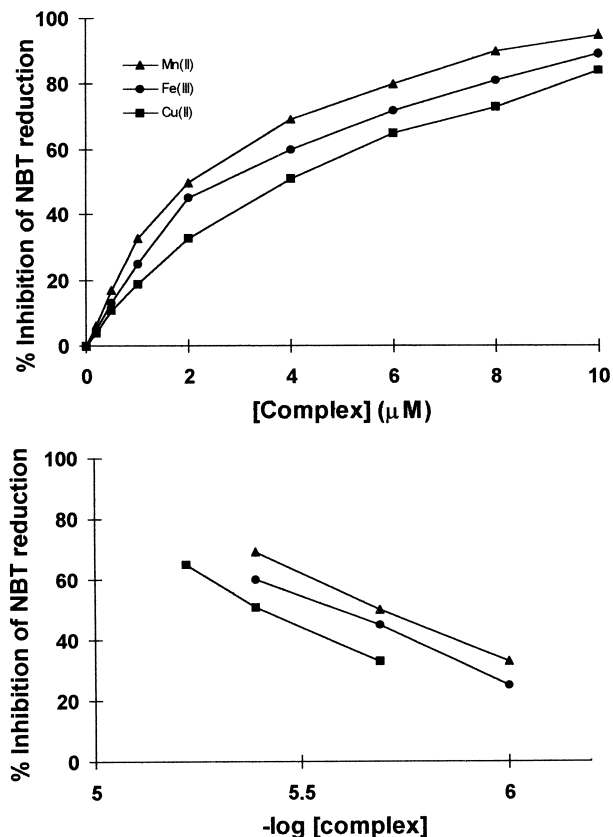 % Inhibition of NBT reduction
100
80
60
40
20
0
Mn(II)
Fe(III)
Cu(II)
0 2 4 6 8 10
[Complex] (μM)
% Inhibition of NBT reduction
100
80
60
40
20
0
5 5.5 6
-log [complex]